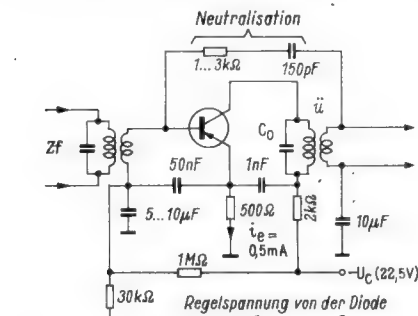 Neutralisation
1...3kΩ
150pF
ü
Zf
C₀
50nF
1nF
5...10µF
500Ω
2kΩ
10µF
iₑ=
0,5mA
1MΩ
-U_C (22,5V)
30kΩ
Regelspannung von der Diode